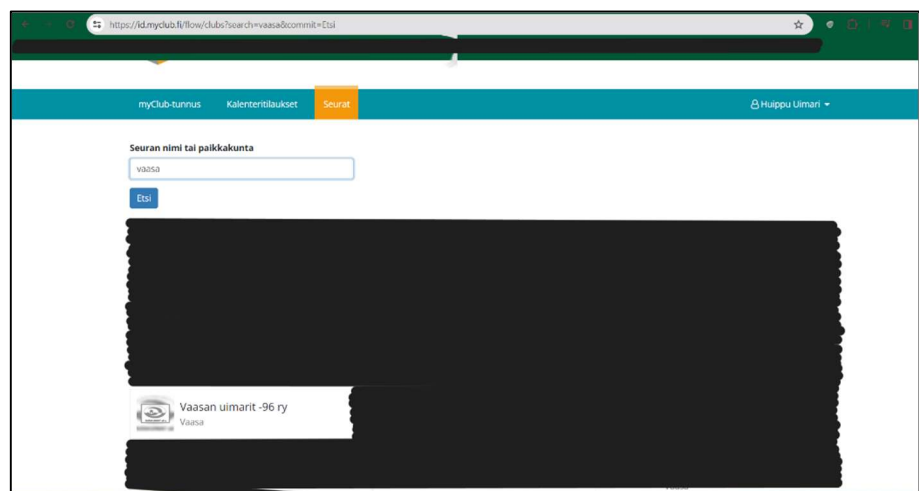 https://id.myclub.fi/flow/clubs?search=vaasa&commit=Etsi
myClub-tunnus Kalenteritilaukset Seurat Huippu Uimari
Seuran nimi tai paikkakunta
vaasa
Etsi
Vaasan uimarit -96 ry
Vaasa